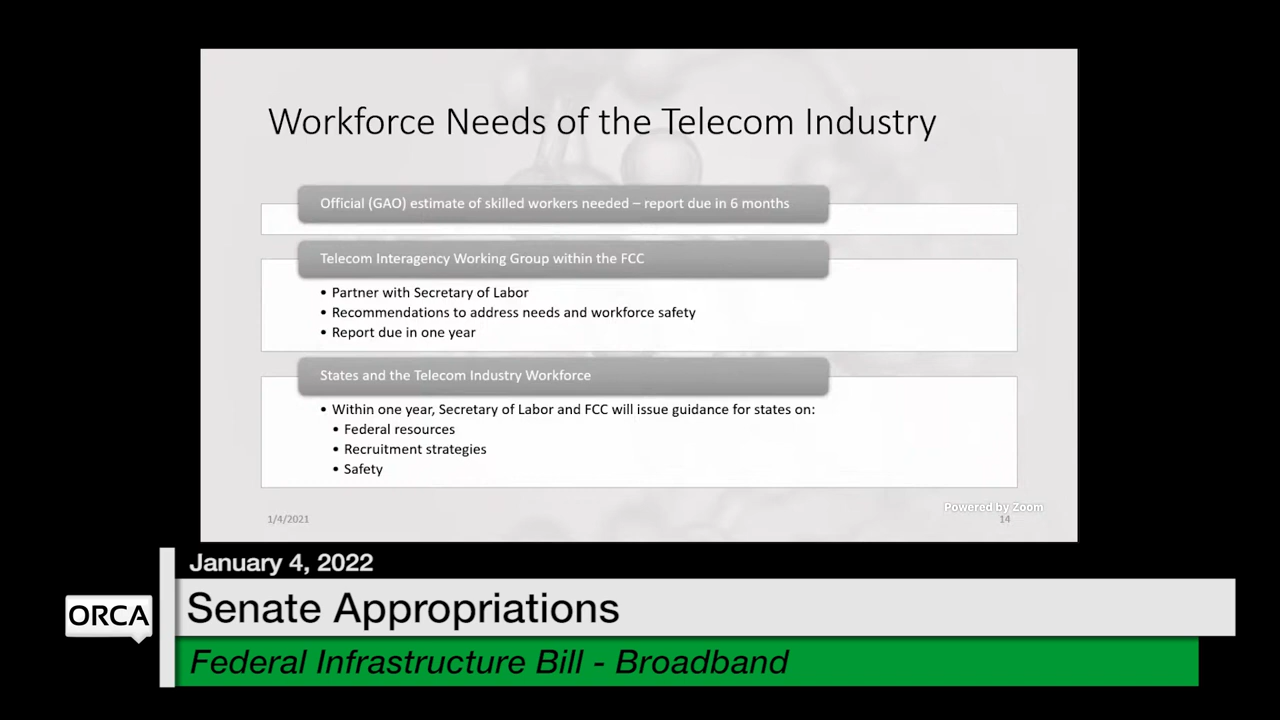 Workforce Needs of the Telecom Industry
Official (GAO) estimate of skilled workers needed – report due in 6 months
Telecom Interagency Working Group within the FCC
• Partner with Secretary of Labor
• Recommendations to address needs and workforce safety
• Report due in one year
States and the Telecom Industry Workforce
• Within one year, Secretary of Labor and FCC will issue guidance for states on:
• Federal resources
• Recruitment strategies
• Safety
Powered by Zoom
1/4/2021
14
January 4, 2022
ORCA
Senate Appropriations
Federal Infrastructure Bill - Broadband